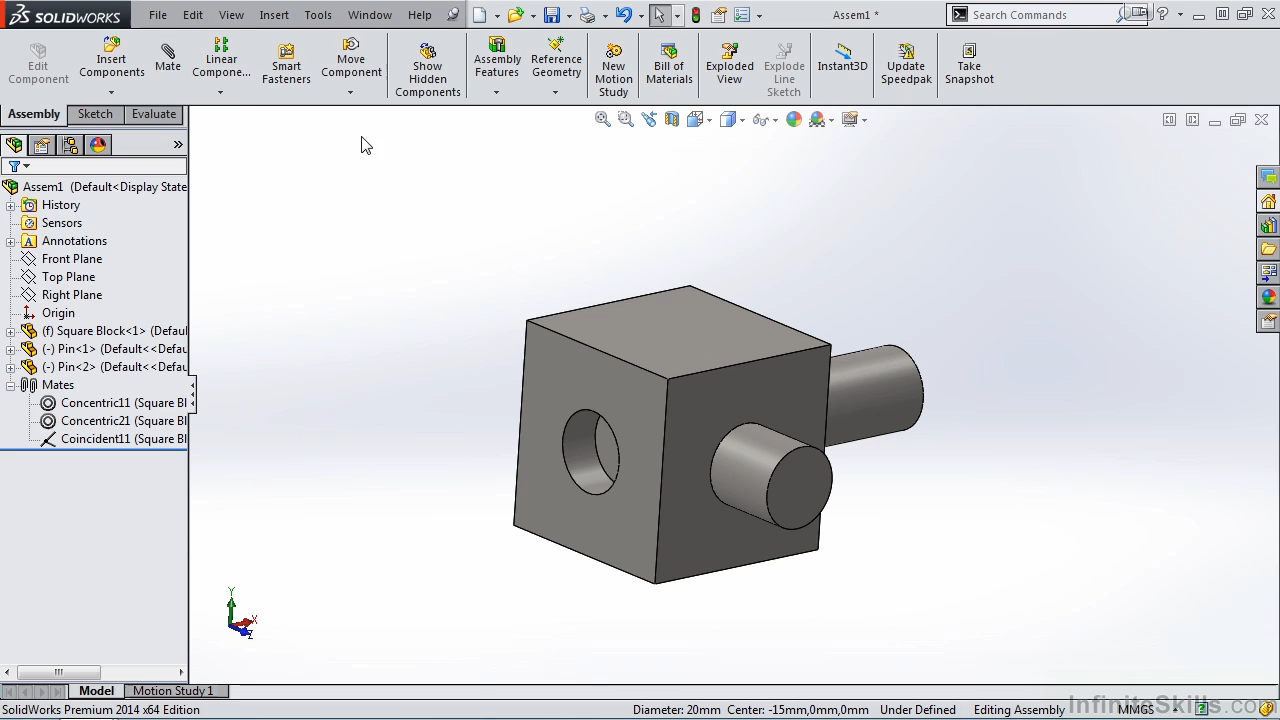 SOLIDWORKS File Edit View Insert Tools Window Help Assem1 * Search Commands
Edit Component
Insert Components
Mate
Linear Compone...
Smart Fasteners
Move Component
Show Hidden Components
Assembly Features
Reference Geometry
New Motion Study
Bill of Materials
Exploded View
Explode Line Sketch
Instant3D
Update Speedpak
Take Snapshot
Assembly Sketch Evaluate
Assem1 (Default<Display State
History
Sensors
A Annotations
Front Plane
Top Plane
Right Plane
Origin
(f) Square Block<1> (Defaul
(-) Pin<1> (Default<<Defau
(-) Pin<2> (Default<<Defau
Mates
Concentric11 (Square Bl
Concentric21 (Square Bl
Coincident11 (Square Bl
Y
X
Z
Model Motion Study 1
SolidWorks Premium 2014 x64 Edition Diameter: 20mm Center: -15mm,0mm,0mm Under Defined Editing Assembly MMGS
InfiniteSkills.com